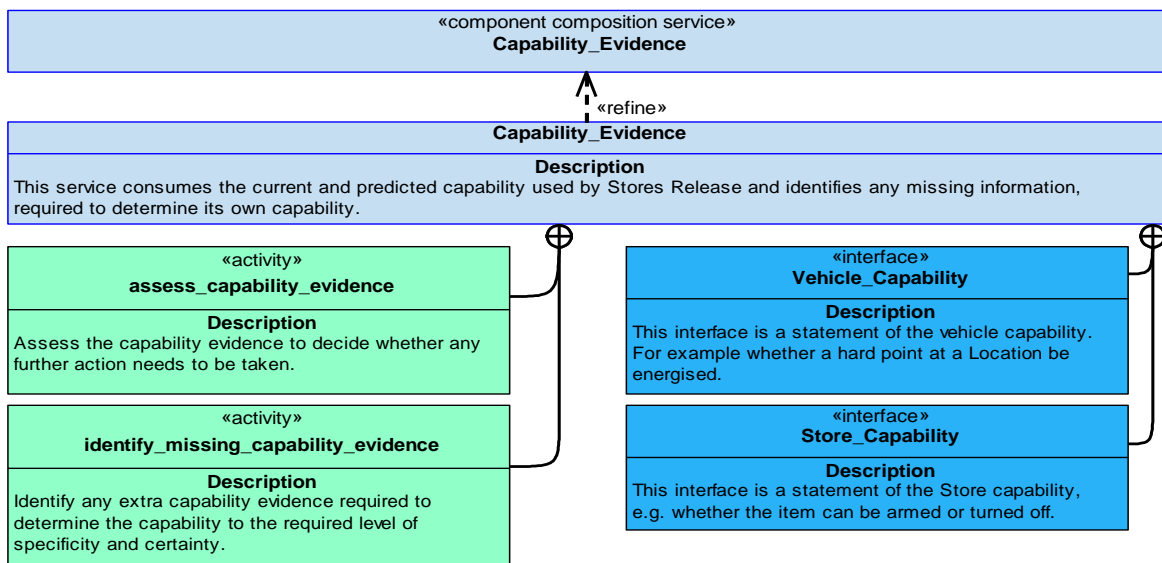 «component composition service»
Capability_Evidence
«refine»
Capability_Evidence
Description
This service consumes the current and predicted capability used by Stores Release and identifies any missing information,
required to determine its own capability.
«activity»
assess_capability_evidence
Description
Assess the capability evidence to decide whether any
further action needs to be taken.
«activity»
identify_missing_capability_evidence
Description
Identify any extra capability evidence required to
determine the capability to the required level of
specificity and certainty.
«interface»
Vehicle_Capability
Description
This interface is a statement of the vehicle capability.
For example whether a hard point at a Location be
energised.
«interface»
Store_Capability
Description
This interface is a statement of the Store capability,
e.g. whether the item can be armed or turned off.